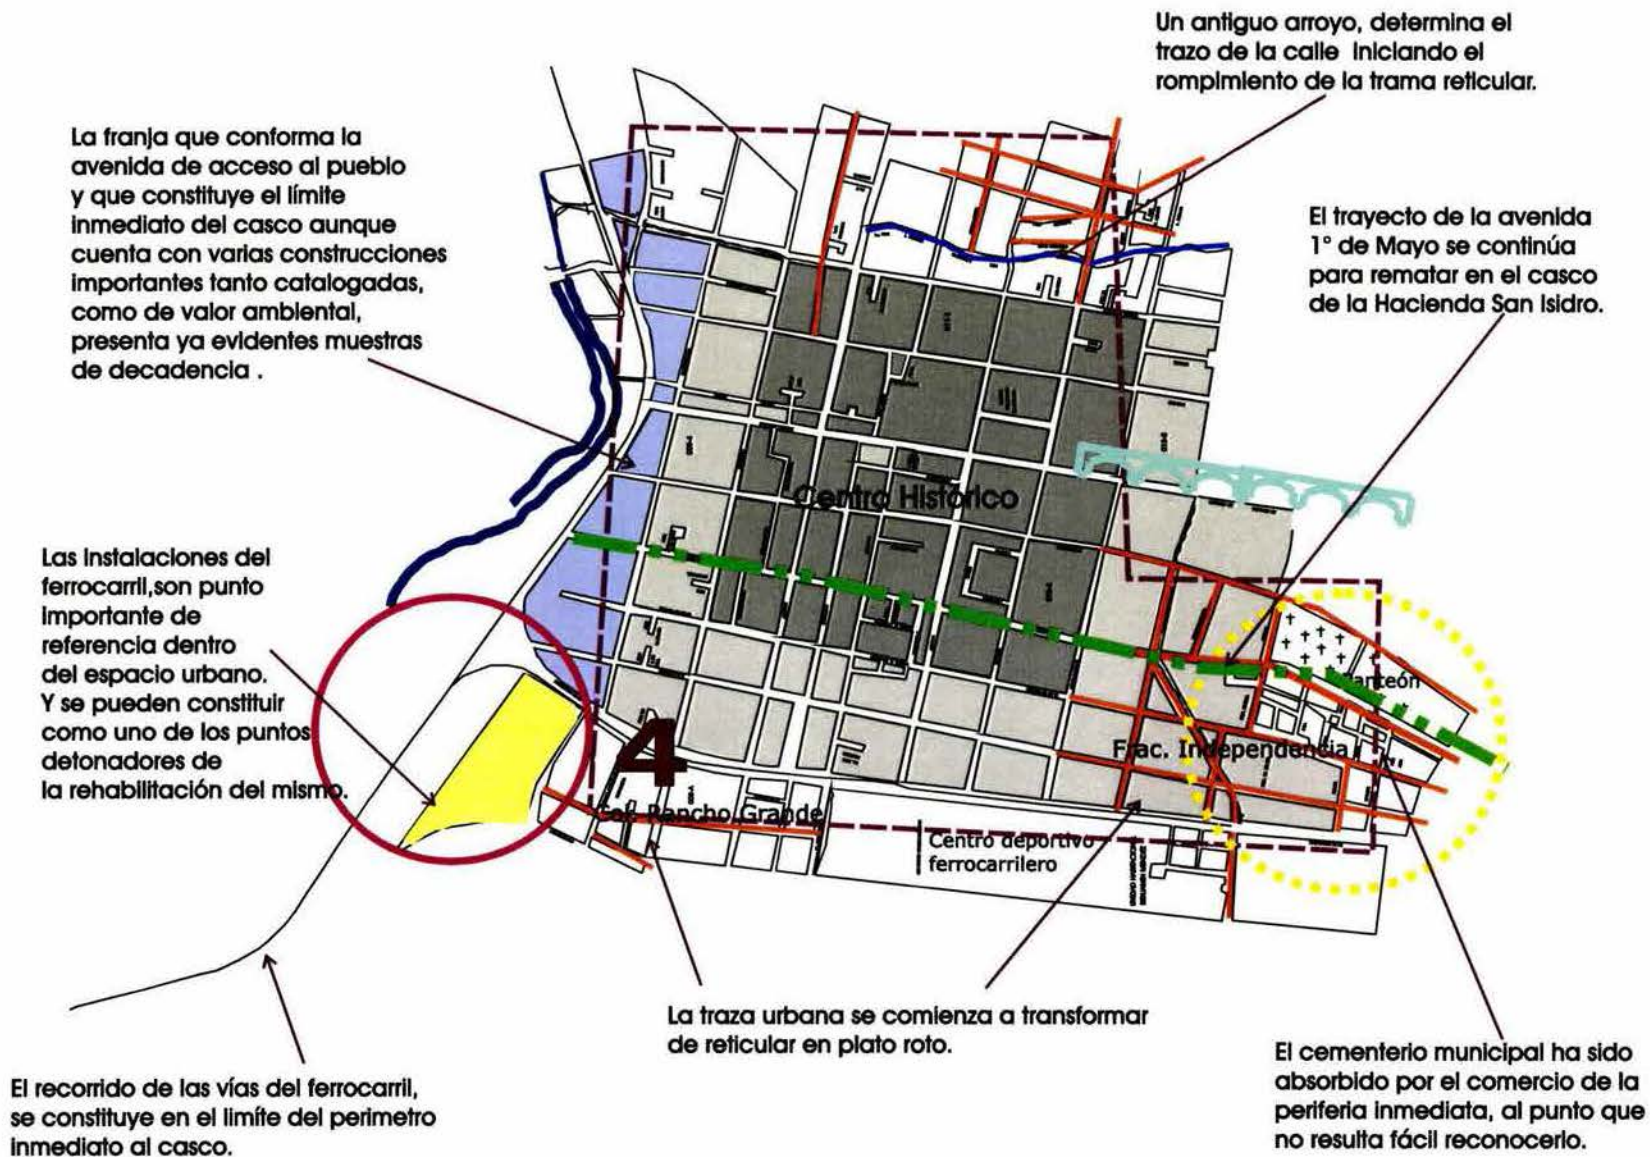 Un antiguo arroyo, determina el
trazo de la calle iniciando el
rompimiento de la trama reticular.
La franja que conforma la
avenida de acceso al pueblo
y que constituye el límite
inmediato del casco aunque
cuenta con varias construcciones
importantes tanto catalogadas,
como de valor ambiental,
presenta ya evidentes muestras
de decadencia .
El trayecto de la avenida
1° de Mayo se continúa
para rematar en el casco
de la Hacienda San Isidro.
Centro Histórico
Las instalaciones del
ferrocarril,son punto
importante de
referencia dentro
del espacio urbano.
Y se pueden constituir
como uno de los puntos
detonadores de
la rehabilitación del mismo.
Panteón
4
Frac. Independencia
Col. Rancho Grande
Centro deportivo
ferrocarrilero
La traza urbana se comienza a transformar
de reticular en plato roto.
El cementerio municipal ha sido
absorbido por el comercio de la
periferia inmediata, al punto que
no resulta fácil reconocerlo.
El recorrido de las vías del ferrocarril,
se constituye en el limíte del perimetro
inmediato al casco.